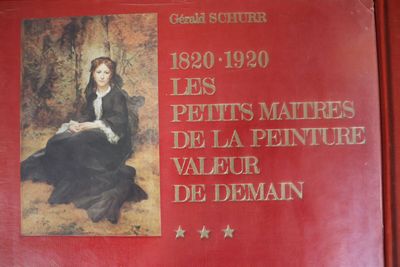 Gérald SCHURR
1820·1920
LES
PETITS MAITRES
DE LA PEINTURE
VALEUR
DE DEMAIN
★ ★ ★